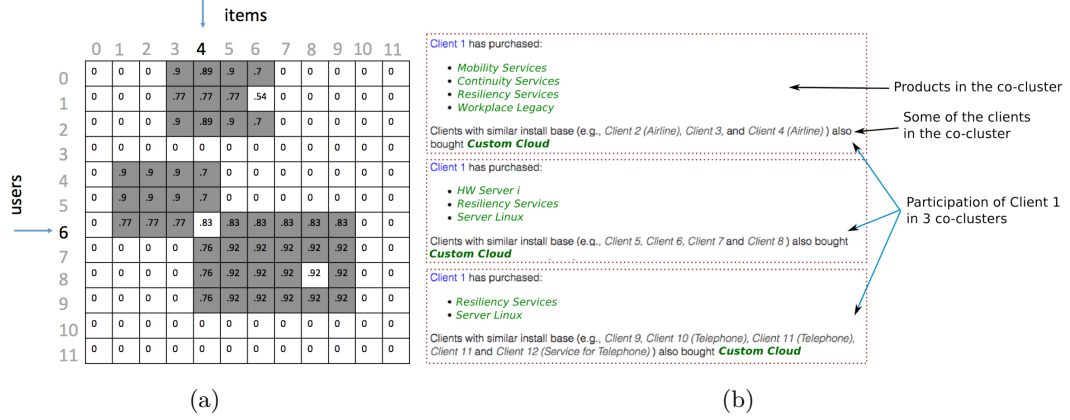 items
0 1 2 3 4 5 6 7 8 9 10 11
users
0 0 0 0 .9 .89 .9 .7 0 0 0 0 0
1 0 0 0 .77 .77 .77 .54 0 0 0 0 0
2 0 0 0 .9 .89 .9 .7 0 0 0 0 0
3 0 0 0 0 0 0 0 0 0 0 0 0
4 0 .9 .9 .9 .7 0 0 0 0 0 0 0
5 0 .9 .9 .9 .7 0 0 0 0 0 0 0
6 0 .77 .77 .77 .83 .83 .83 .83 .83 .83 0 0
7 0 0 0 0 .76 .92 .92 .92 .92 .92 0 0
8 0 0 0 0 .76 .92 .92 .92 .92 .92 0 0
9 0 0 0 0 .76 .92 .92 .92 .92 .92 0 0
10 0 0 0 0 0 0 0 0 0 0 0 0
11 0 0 0 0 0 0 0 0 0 0 0 0
(a)
Client 1 has purchased:
• Mobility Services
• Continuity Services
• Resiliency Services
• Workplace Legacy
Clients with similar install base (e.g., Client 2 (Airline), Client 3, and Client 4 (Airline) ) also
bought Custom Cloud
Client 1 has purchased:
• HW Server i
• Resiliency Services
• Server Linux
Clients with similar install base (e.g., Client 5, Client 6, Client 7 and Client 8 ) also bought
Custom Cloud
Client 1 has purchased:
• Resiliency Services
• Server Linux
Clients with similar install base (e.g., Client 9, Client 10 (Telephone), Client 11 (Telephone),
Client 11 and Client 12 (Service for Telephone) ) also bought Custom Cloud
Products in the co-cluster
Some of the clients
in the co-cluster
Participation of Client 1
in 3 co-clusters
(b)